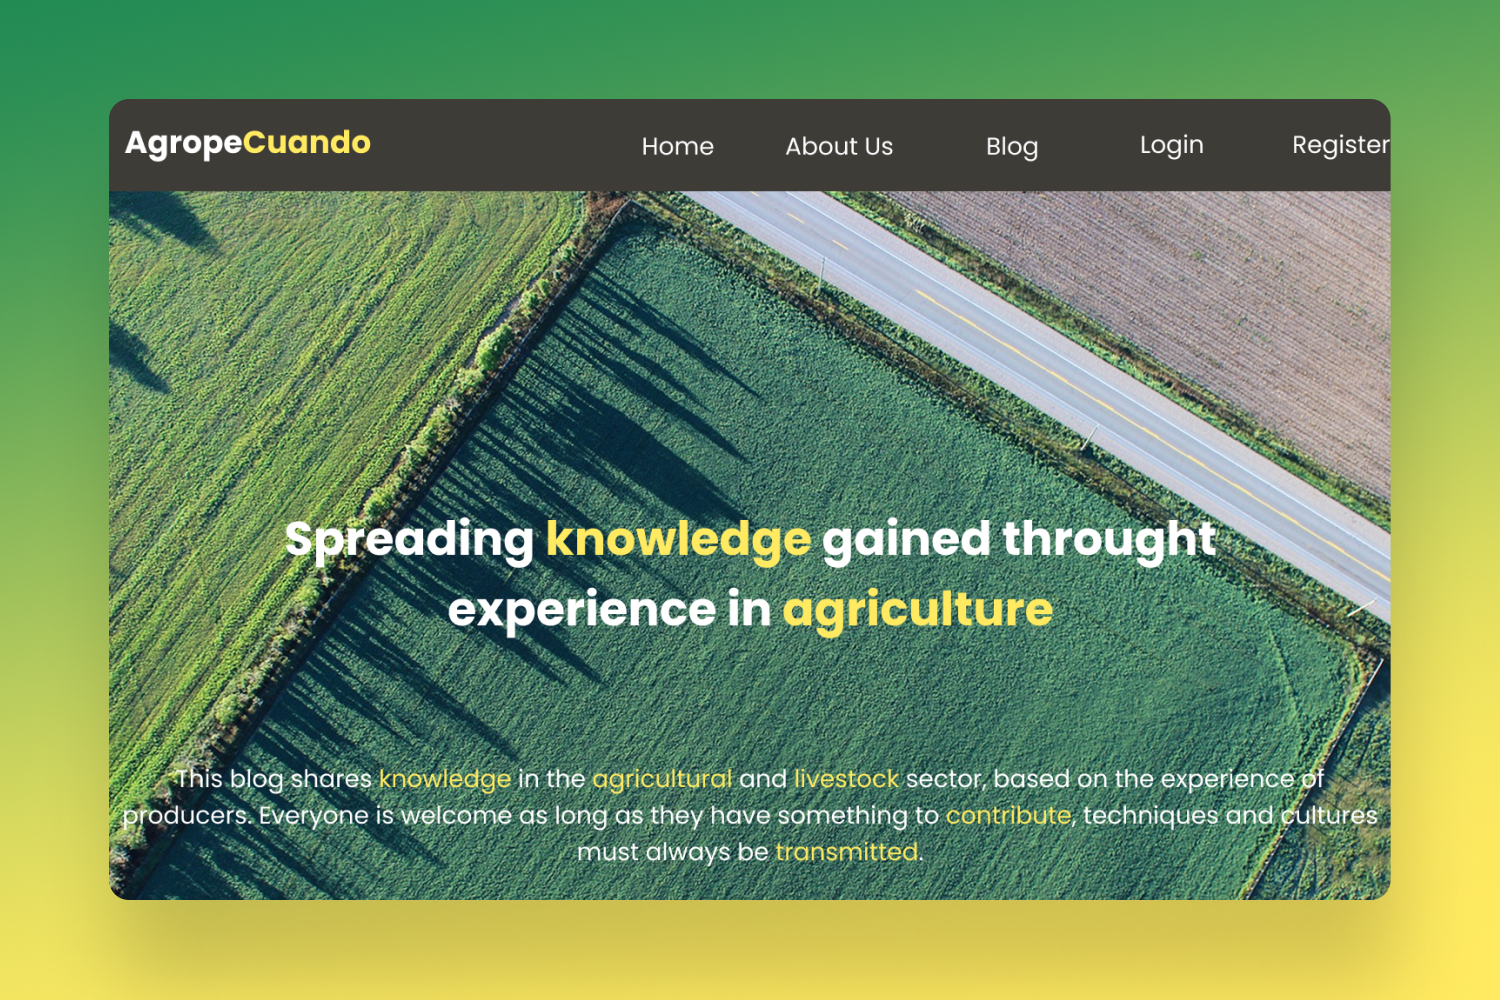 AgropeCuando
Home About Us Blog Login Register
Spreading knowledge gained throught
experience in agriculture
This blog shares knowledge in the agricultural and livestock sector, based on the experience of
producers. Everyone is welcome as long as they have something to contribute, techniques and cultures
must always be transmitted.